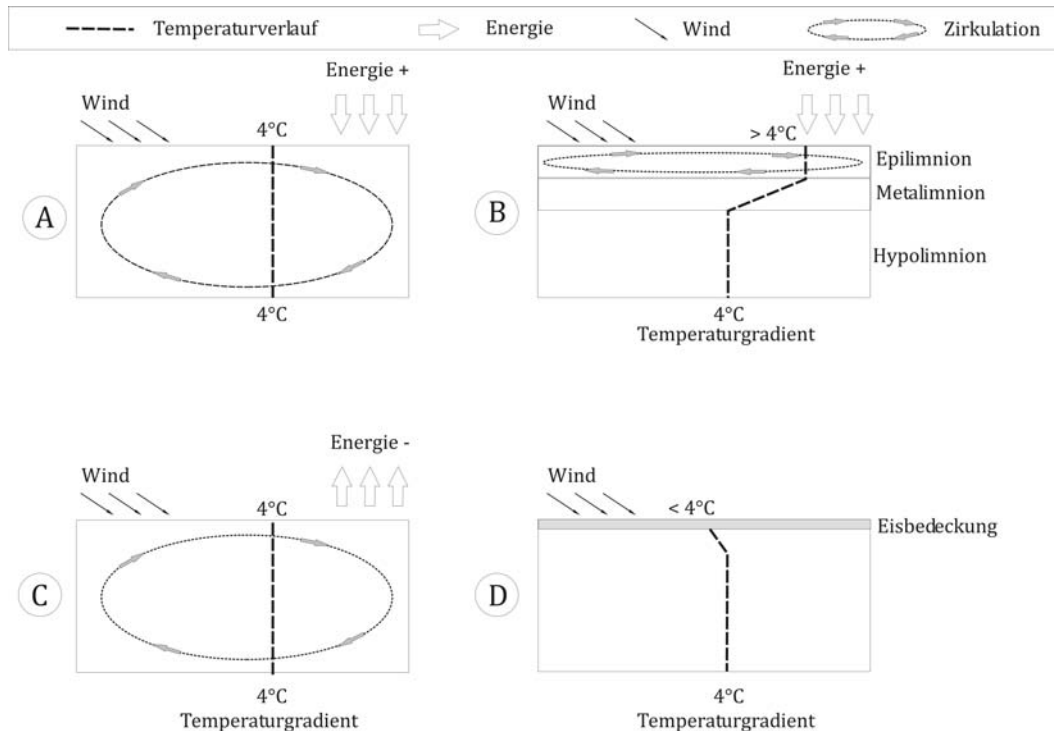 Temperaturverlauf Energie Wind Zirkulation
Energie +
Wind
4°C
A
4°C
Energie +
Wind
> 4°C
Epilimnion
Metalimnion
B
Hypolimnion
4°C
Temperaturgradient
Energie -
Wind
4°C
C
4°C
Temperaturgradient
Wind
< 4°C
Eisbedeckung
D
4°C
Temperaturgradient